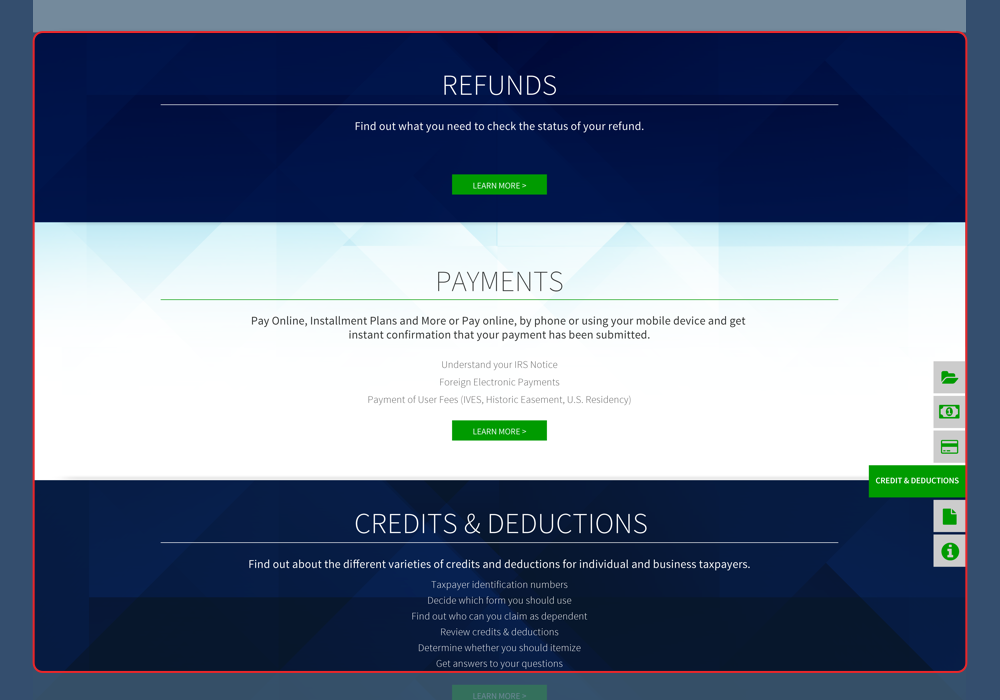 REFUNDS
Find out what you need to check the status of your refund.
LEARN MORE >
PAYMENTS
Pay Online, Installment Plans and More or Pay online, by phone or using your mobile device and get
instant confirmation that your payment has been submitted.
Understand your IRS Notice
Foreign Electronic Payments
Payment of User Fees (IVES, Historic Easement, U.S. Residency)
LEARN MORE >
CREDIT & DEDUCTIONS
CREDITS & DEDUCTIONS
Find out about the different varieties of credits and deductions for individual and business taxpayers.
Taxpayer identification numbers
Decide which form you should use
Find out who can you claim as dependent
Review credits & deductions
Determine whether you should itemize
Get answers to your questions
LEARN MORE >